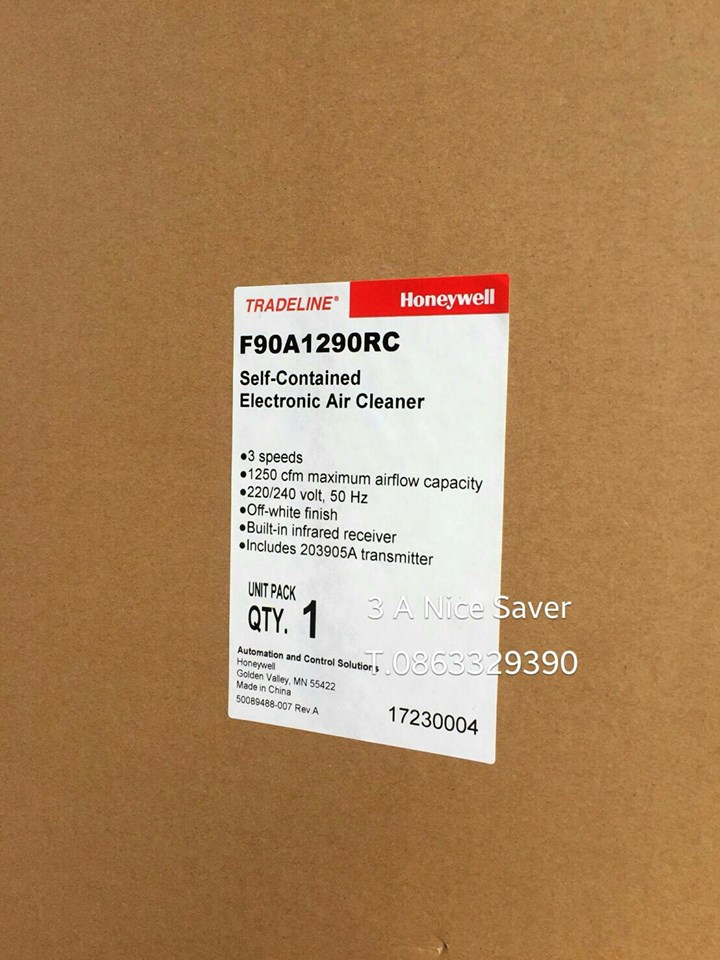 TRADELINE® Honeywell
F90A1290RC
Self-Contained
Electronic Air Cleaner
●3 speeds
●1250 cfm maximum airflow capacity
●220/240 volt, 50 Hz
●Off-white finish
●Built-in infrared receiver
●Includes 203905A transmitter
UNIT PACK
QTY. 1
3 A Nice Saver
T.0863329390
Automation and Control Solutions
Honeywell
Golden Valley, MN 55422
Made in China
50089488-007 Rev.A
17230004